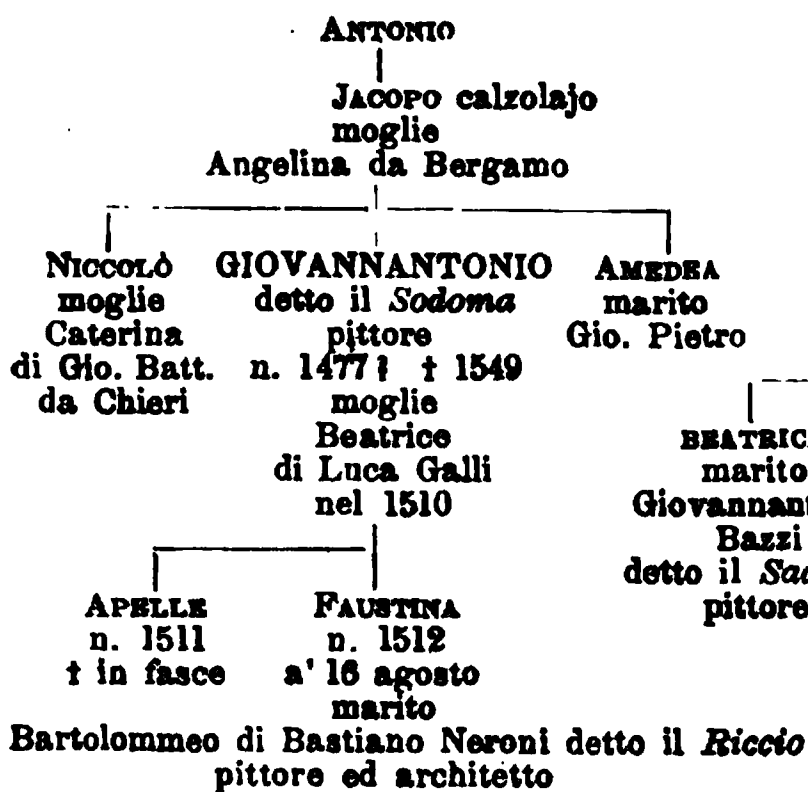 ANTONIO
JACOPO calzolajo
moglie
Angelina da Bergamo
NICCOLÒ
moglie
Caterina
di Gio. Batt.
da Chieri
GIOVANNANTONIO
detto il Sodoma
pittore
n. 1477? † 1549
moglie
Beatrice
di Luca Galli
nel 1510
AMEDEA
marito
Gio. Pietro
BEATRIC
marito
Giovannant
Bazzi
detto il
pittore
APELLE
n. 1511
† in fasce
FAUSTINA
n. 1512
a' 16 agosto
marito
Bartolommeo di Bastiano Neroni detto il Riccio
pittore ed architetto